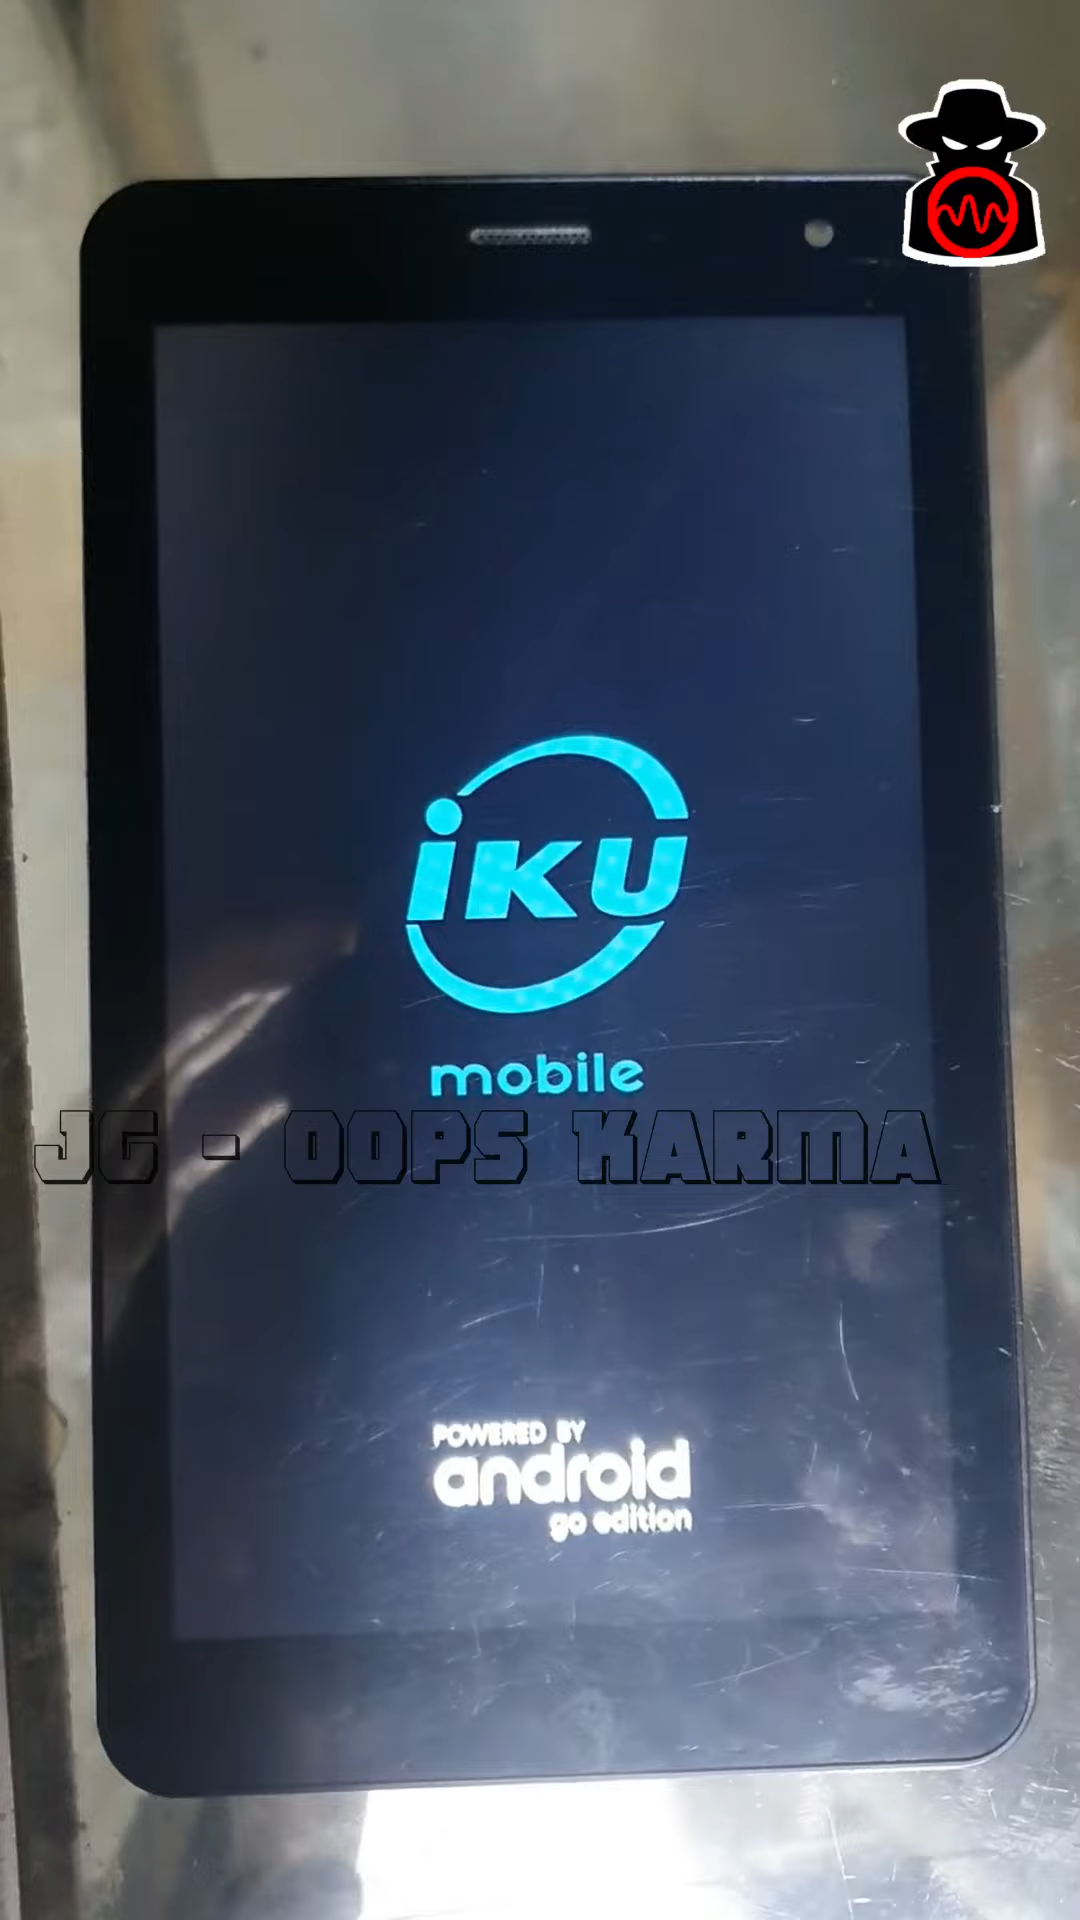 iKU
mobile
JG - OOPS KARMA
POWERED BY
android
go edition